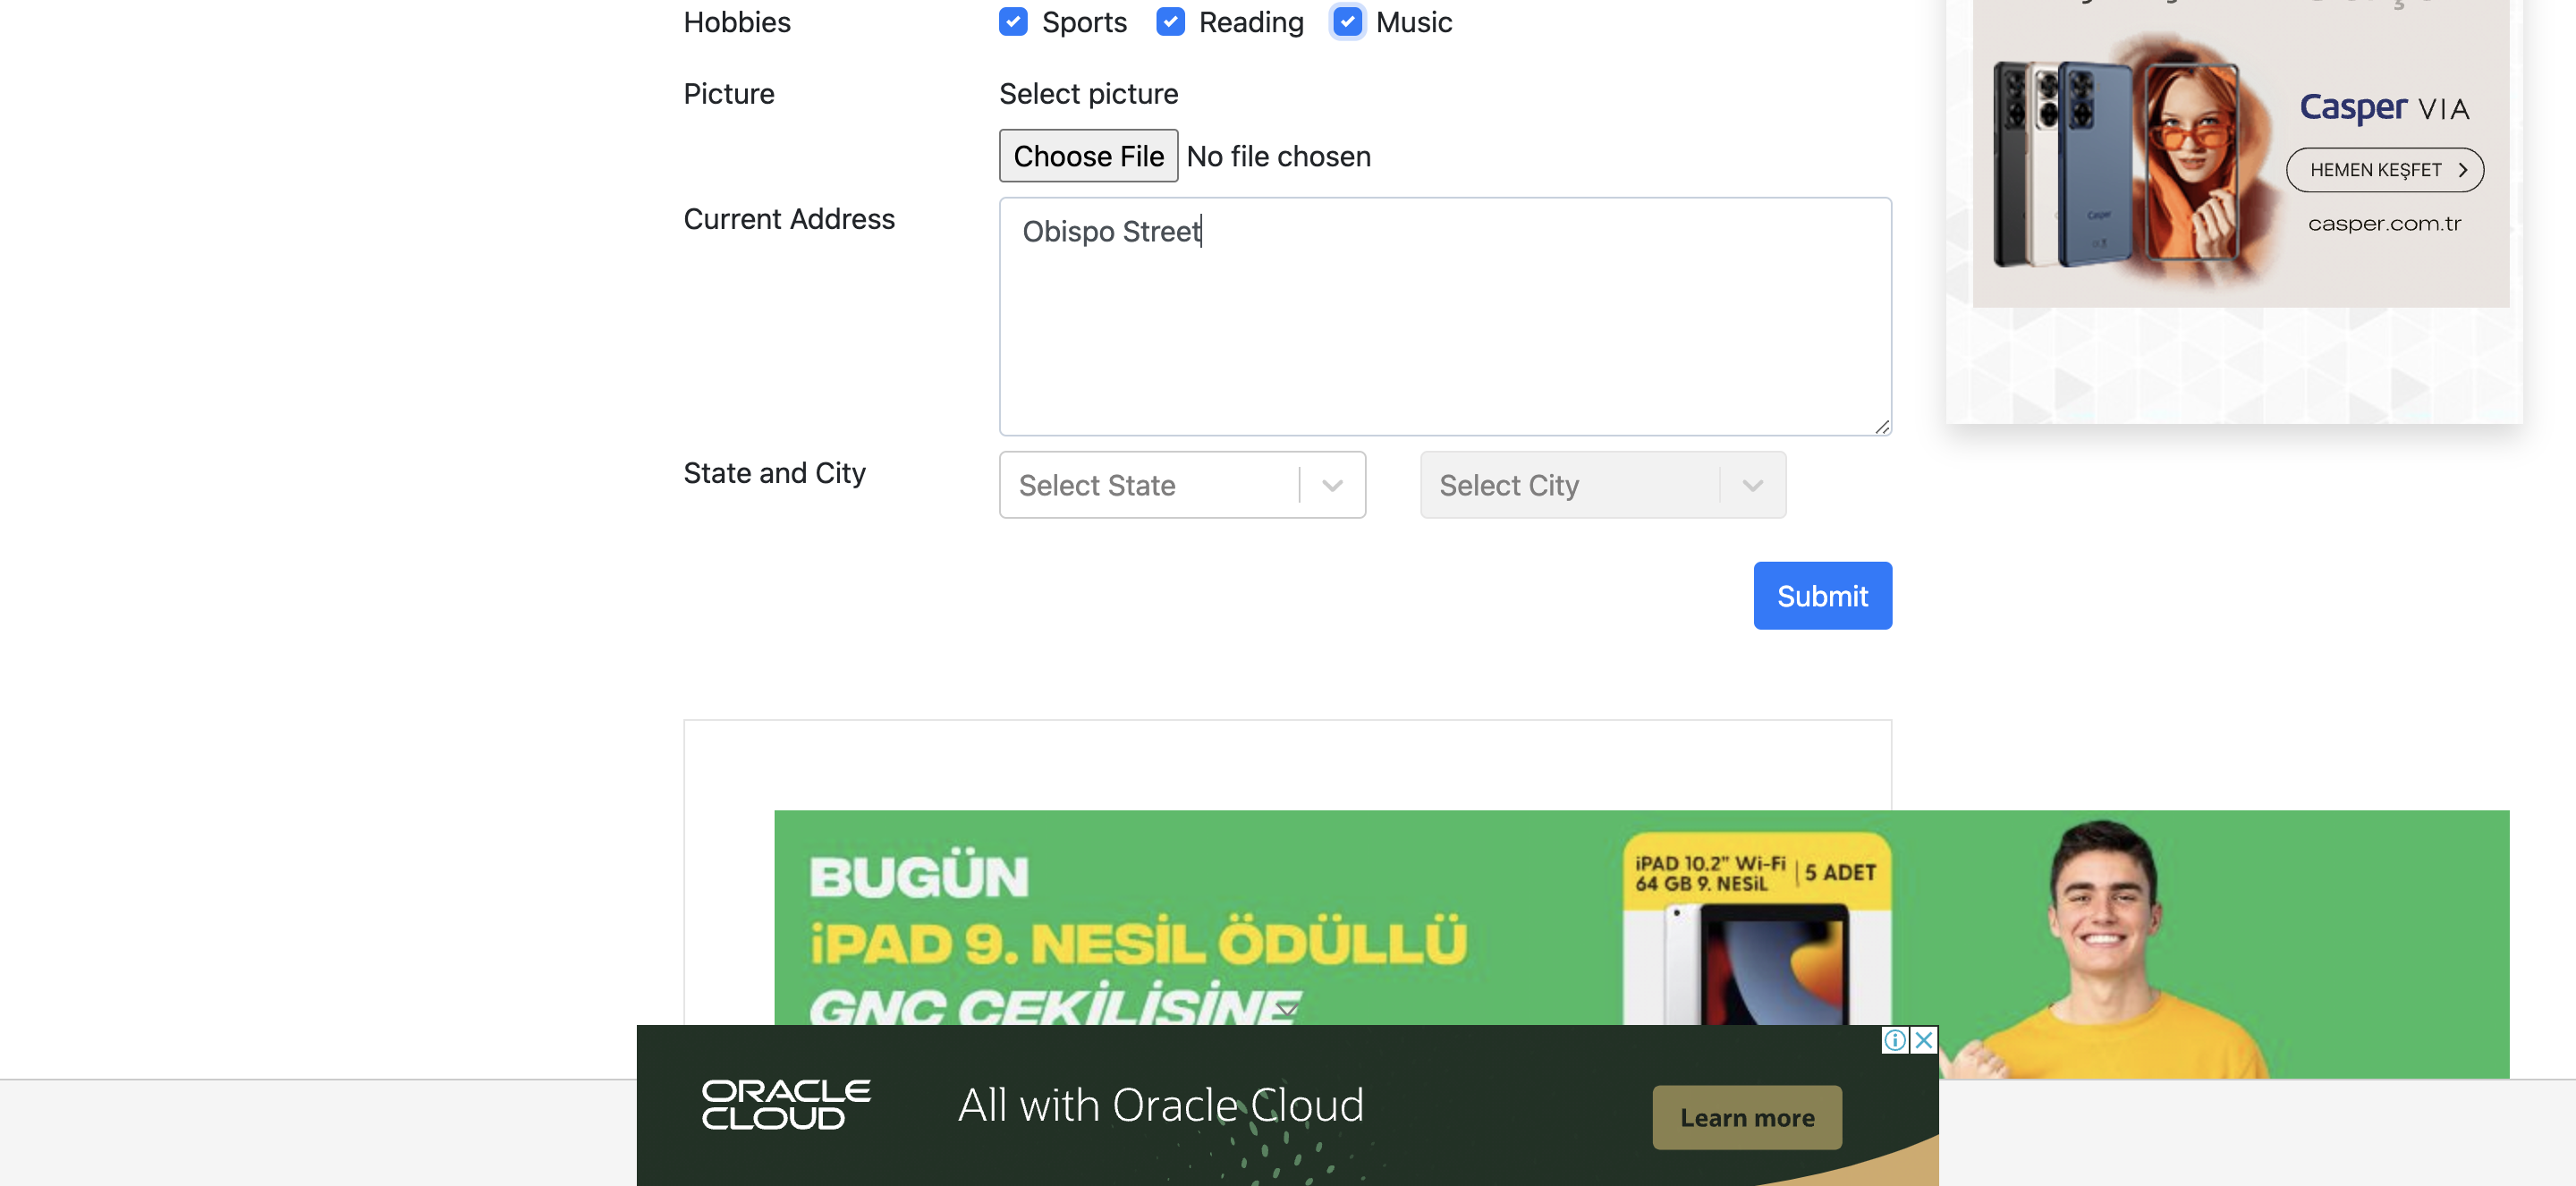 Hobbies
Sports
Reading
Music
Picture
Select picture
Choose File No file chosen
Current Address
Obispo Street
State and City
Select State
Select City
Submit
Casper VIA
HEMEN KEŞFET
casper.com.tr
Casper
BUGÜN
iPAD 9. NESİL ÖDÜLLÜ
GNC ÇEKİLİŞİNE
iPAD 10.2" Wi-Fi
64 GB 9. NESİL
5 ADET
ORACLE
CLOUD
All with Oracle Cloud
Learn more